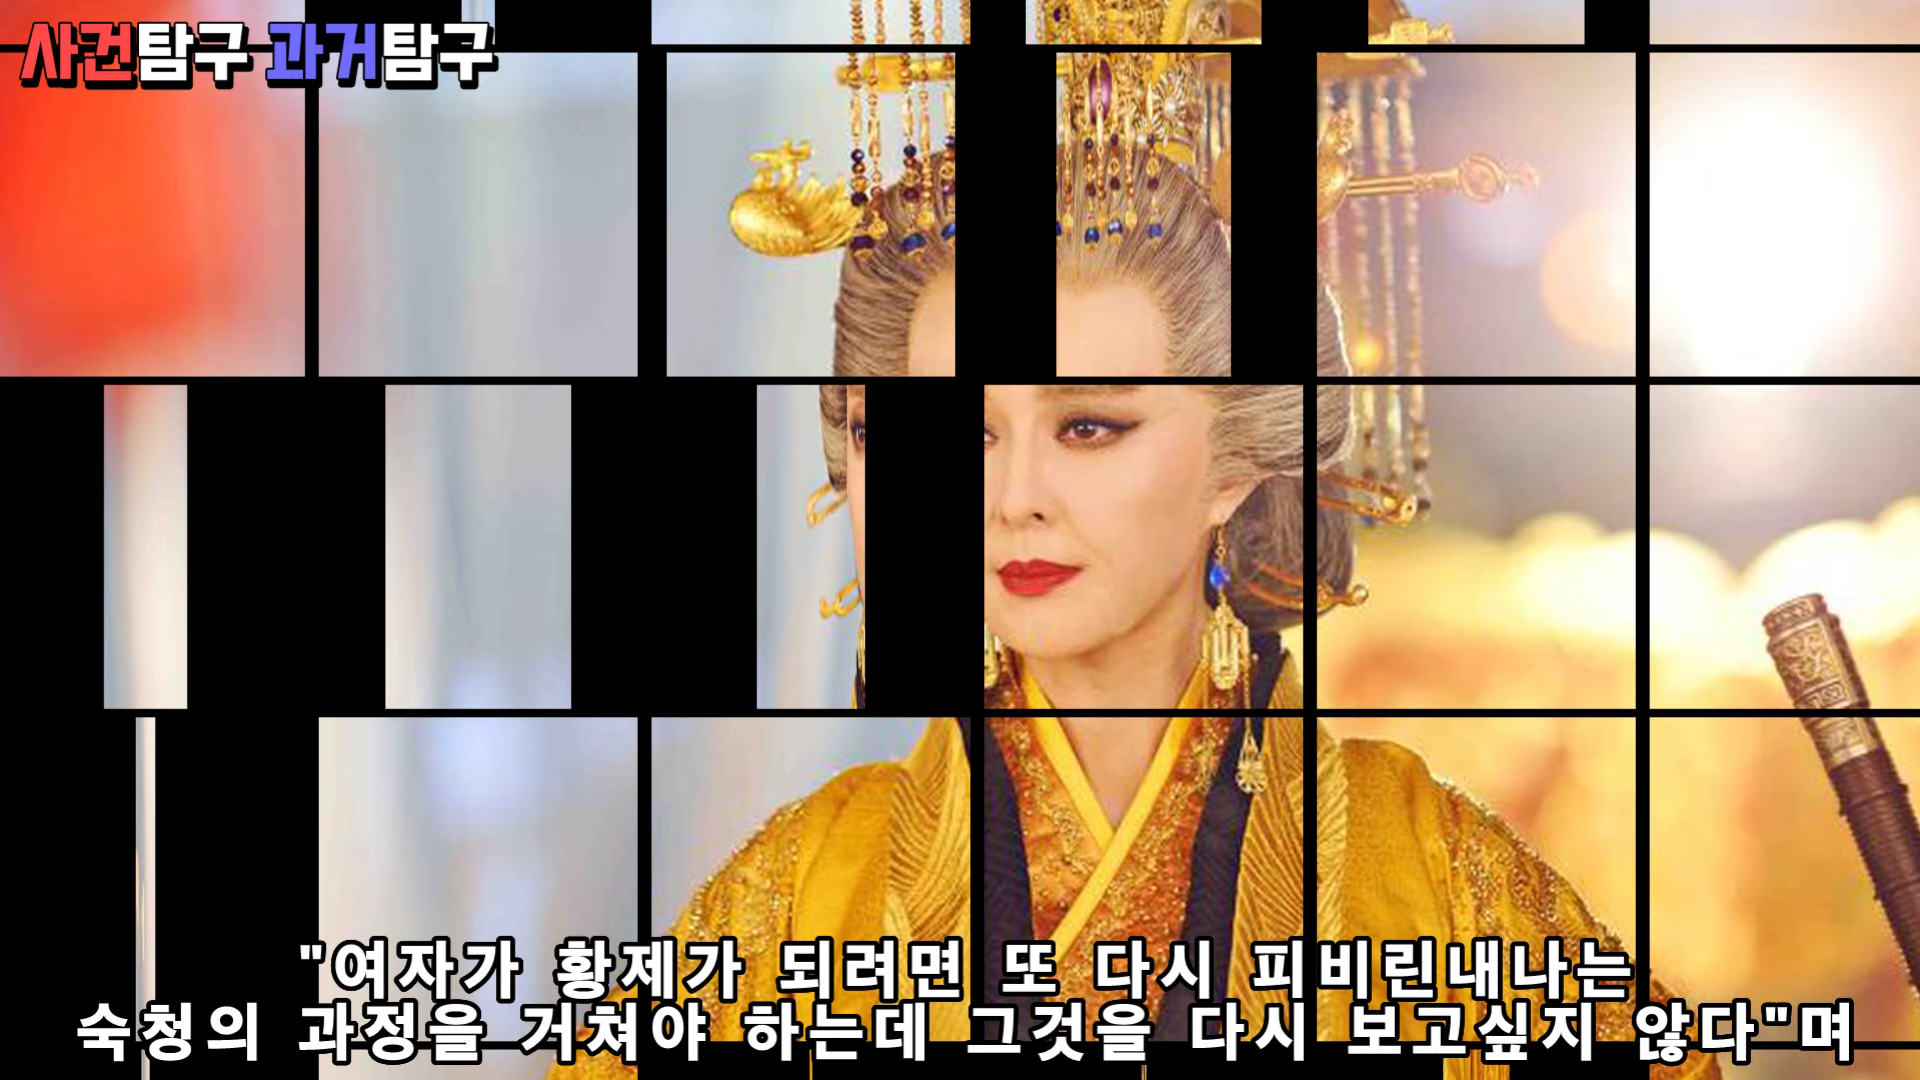 사건탐구 과거탐구
"여자가 황제가 되려면 또 다시 피비린내나는
숙청의 과정을 거쳐야 하는데 그것을 다시 보고싶지 않다"며